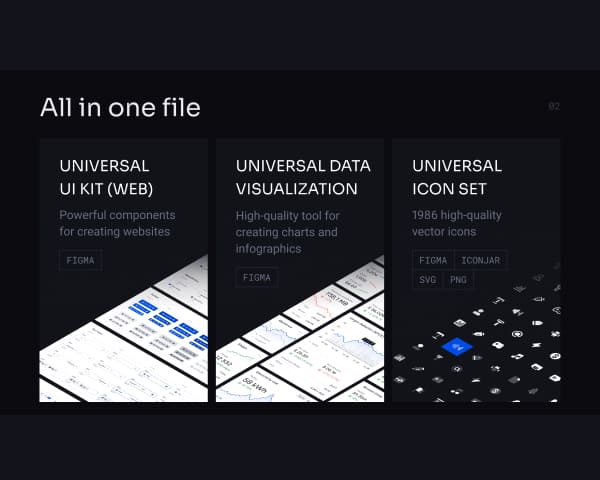 All in one file
02
UNIVERSAL
UI KIT (WEB)
Powerful components
for creating websites
FIGMA
UNIVERSAL DATA
VISUALIZATION
High-quality tool for
creating charts and
infographics
FIGMA
58 kWh
UNIVERSAL
ICON SET
1986 high-quality
vector icons
FIGMA
ICONJAR
SVG
PNG